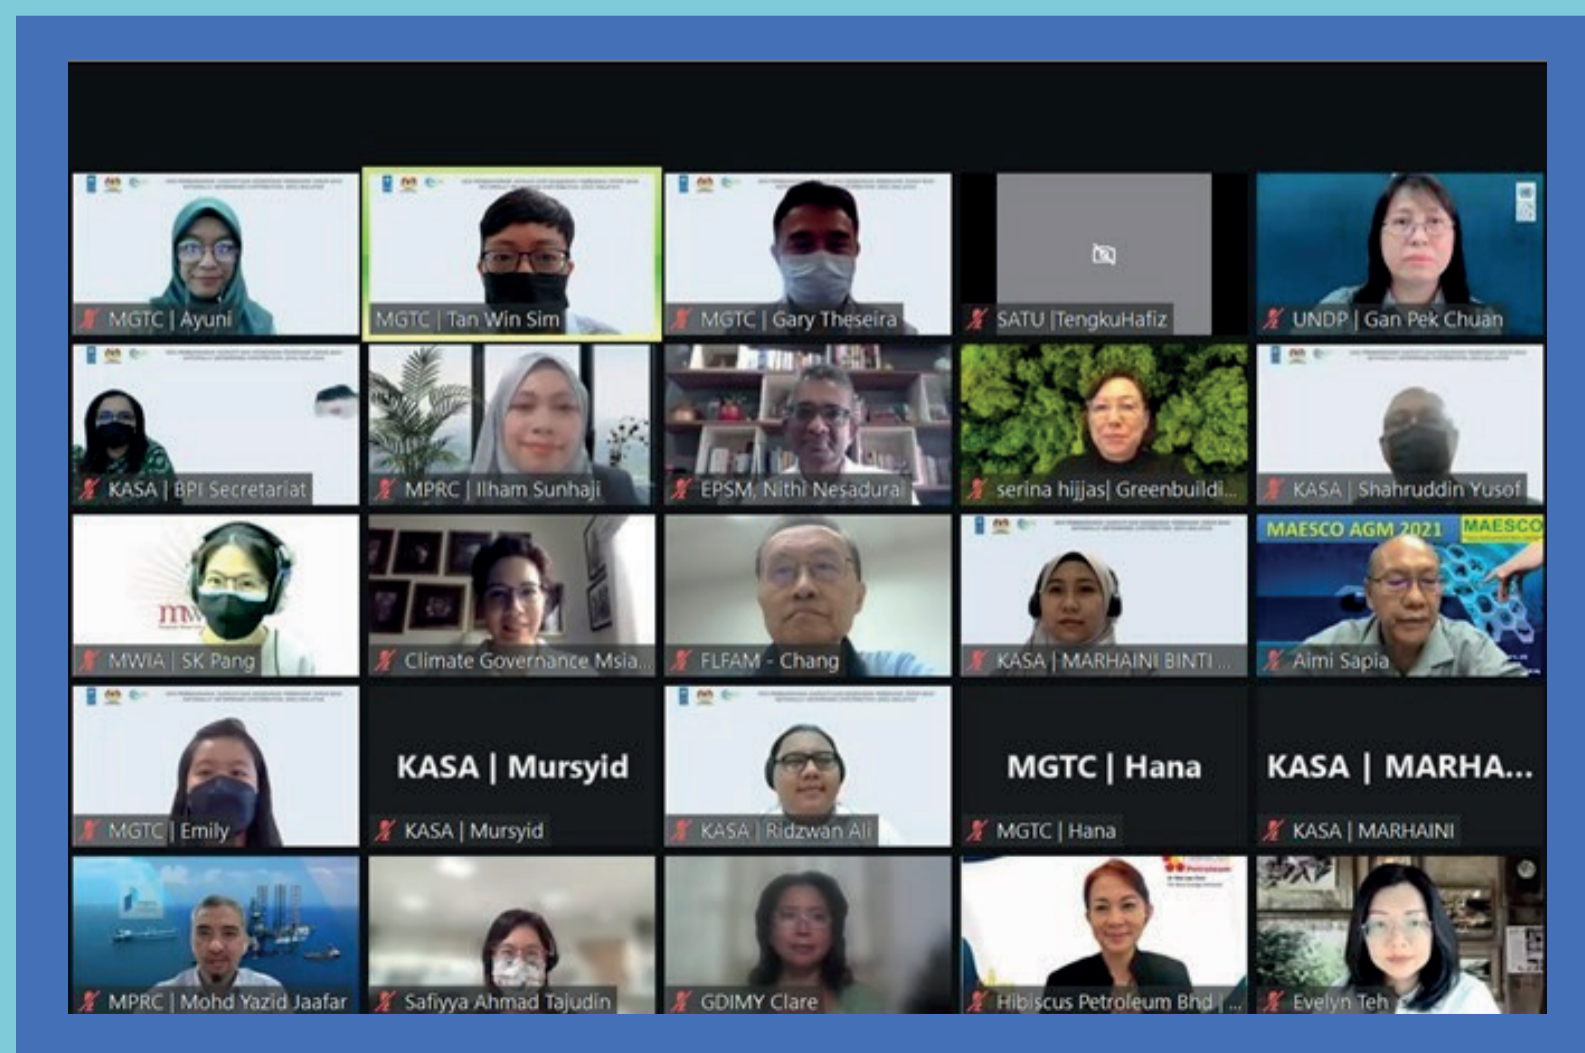 MGTC | Ayuni
MGTC | Tan Win Sim
MGTC | Gary Theseira
SATU |TengkuHafiz
UNDP | Gan Pek Chuan
KASA | BPI Secretariat
MPRC | Ilham Sunhaji
EPSM, Nithi Nesadurai
serina hijjas| Greenbuildi...
KASA | Shahruddin Yusof
MWIA | SK Pang
Climate Governance Msia...
FLFAM - Chang
KASA | MARHAINI BINTI ...
MAESCO AGM 2021
MAESCO
Aimi Sapia
MGTC | Emily
KASA | Mursyid
KASA | Mursyid
KASA | Ridzwan Ali
MGTC | Hana
MGTC | Hana
KASA | MARHA...
KASA | MARHAINI
MPRC | Mohd Yazid Jaafar
Safiyya Ahmad Tajudin
GDIMY Clare
Petroleum
Hibiscus Petroleum Bhd | ...
Evelyn Teh